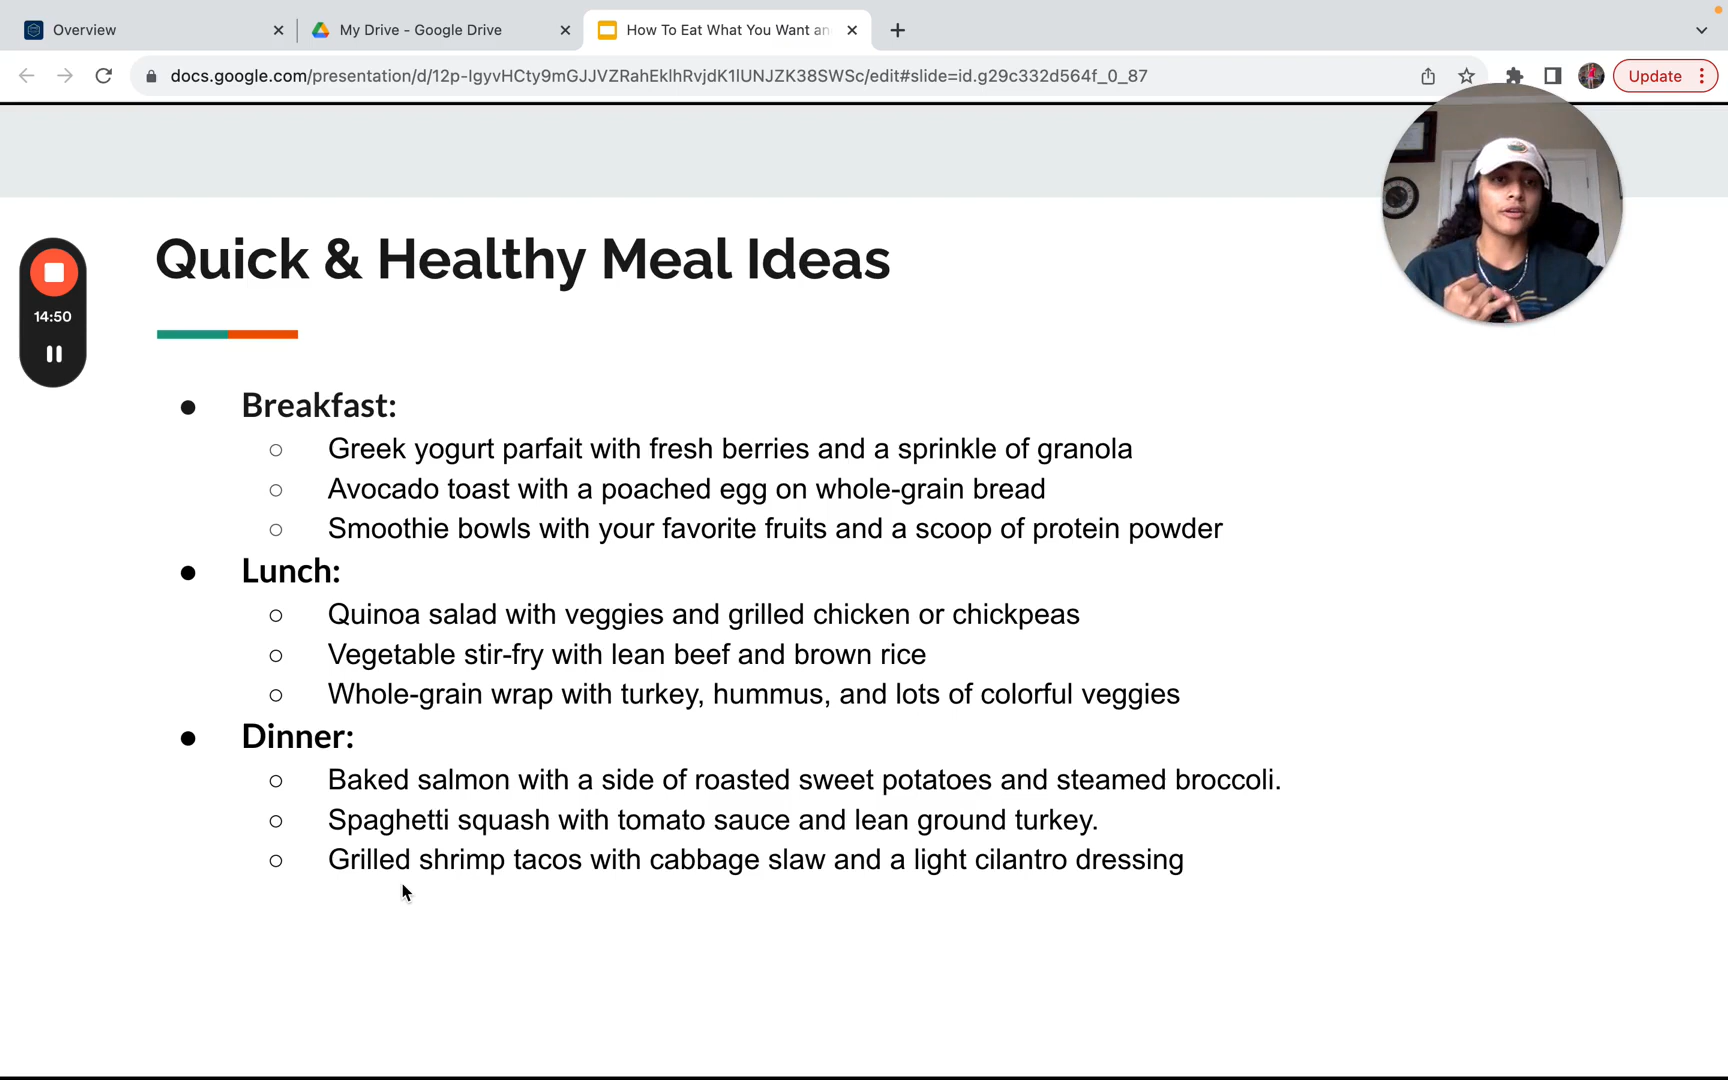 Overview
My Drive - Google Drive
How To Eat What You Want an
docs.google.com/presentation/d/12p-IgyvHCty9mGJJVZRahEklhRvjdK1lUNJZK38SWSc/edit#slide=id.g29c332d564f_0_87
Update
Quick & Healthy Meal Ideas
14:50
● Breakfast:
○ Greek yogurt parfait with fresh berries and a sprinkle of granola
○ Avocado toast with a poached egg on whole-grain bread
○ Smoothie bowls with your favorite fruits and a scoop of protein powder
● Lunch:
○ Quinoa salad with veggies and grilled chicken or chickpeas
○ Vegetable stir-fry with lean beef and brown rice
○ Whole-grain wrap with turkey, hummus, and lots of colorful veggies
● Dinner:
○ Baked salmon with a side of roasted sweet potatoes and steamed broccoli.
○ Spaghetti squash with tomato sauce and lean ground turkey.
○ Grilled shrimp tacos with cabbage slaw and a light cilantro dressing